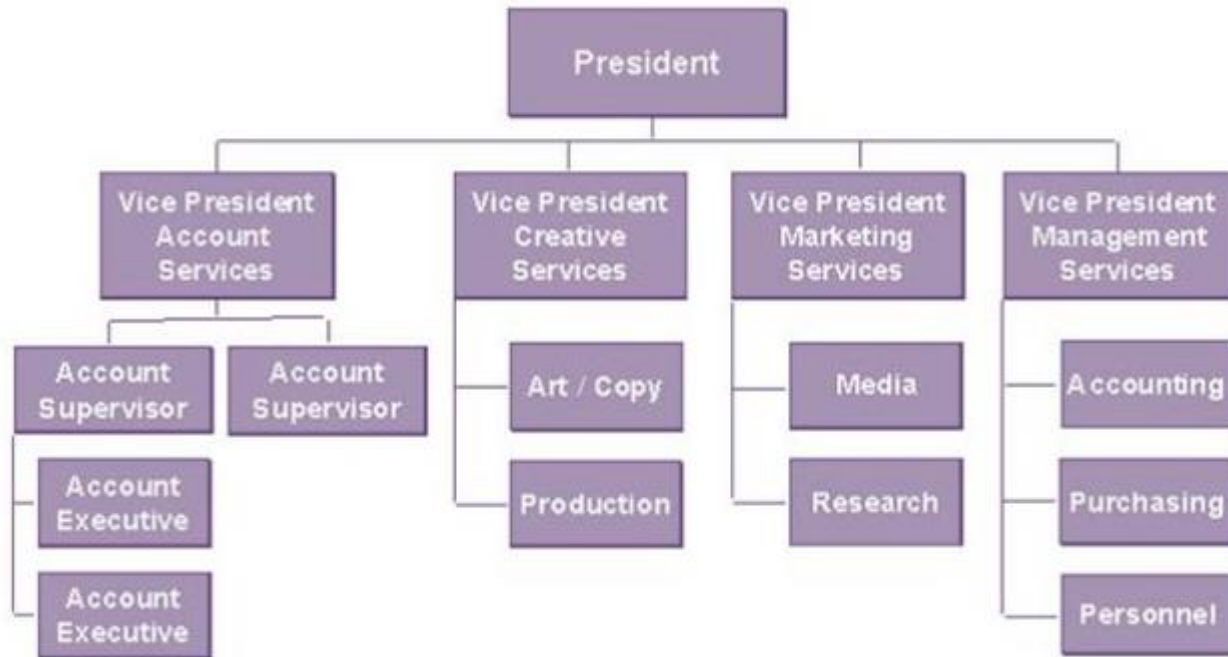 President
Vice President
Account
Services
Vice President
Creative
Services
Vice President
Marketing
Services
Vice President
Management
Services
Account
Supervisor
Account
Supervisor
Art / Copy
Media
Accounting
Account
Executive
Production
Research
Purchasing
Account
Executive
Personnel